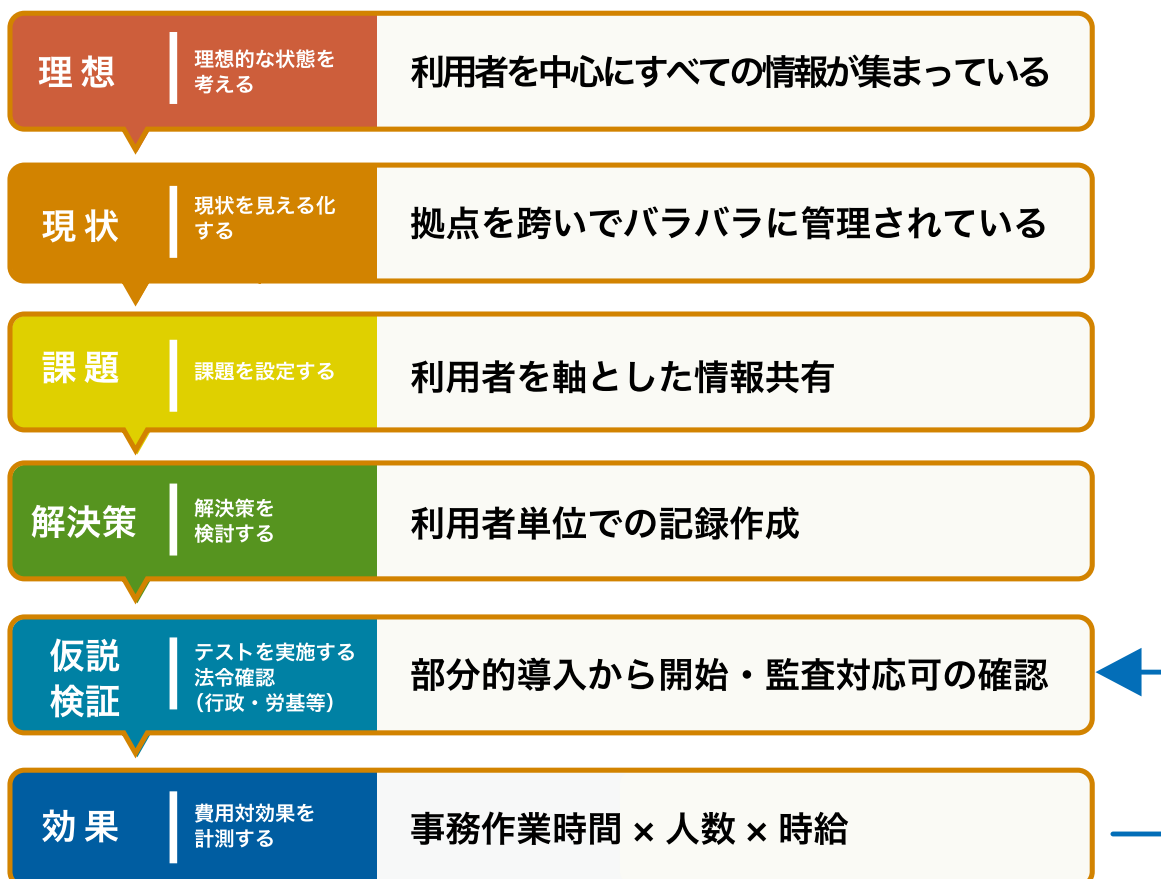 理想
理想的な状態を
考える
利用者を中心にすべての情報が集まっている
現状
現状を見える化
する
拠点を跨いでバラバラに管理されている
課題
課題を設定する
利用者を軸とした情報共有
解決策
解決策を
検討する
利用者単位での記録作成
仮説
検証
テストを実施する
法令確認
（行政・労基等）
部分的導入から開始・監査対応可の確認
効果
費用対効果を
計測する
事務作業時間 × 人数 × 時給